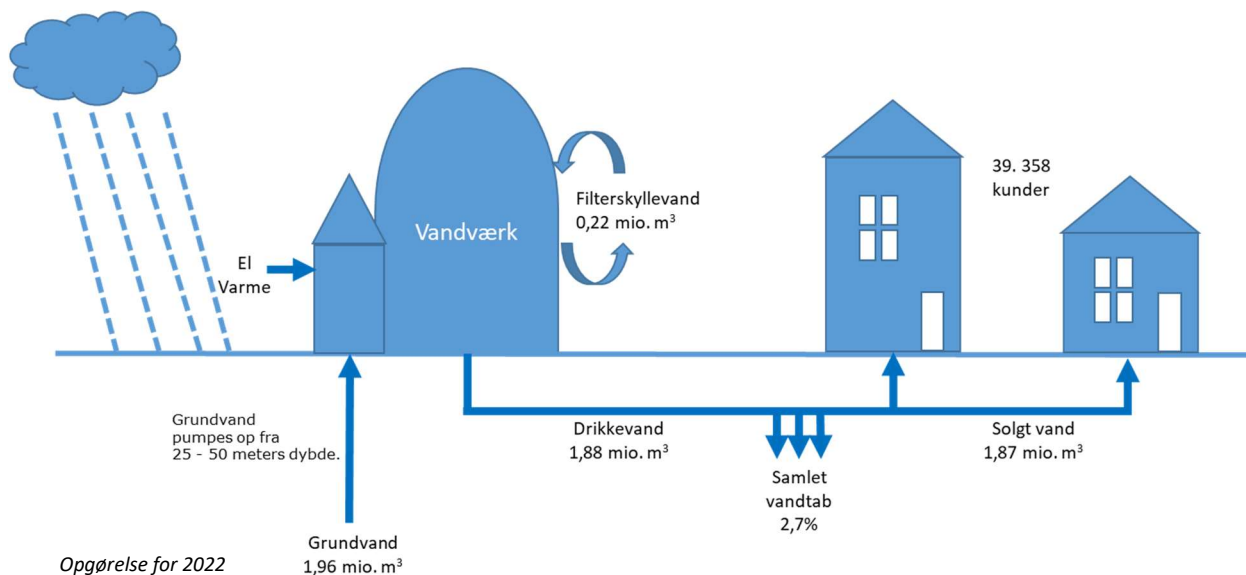 Vandværk
Filterskyllevand
0,22 mio. m³
39. 358
kunder
El
Varme
Grundvand
pumpes op fra
25 - 50 meters dybde.
Drikkevand
1,88 mio. m³
Solgt vand
1,87 mio. m³
Samlet
vandtab
2,7%
Grundvand
1,96 mio. m³
Opgørelse for 2022